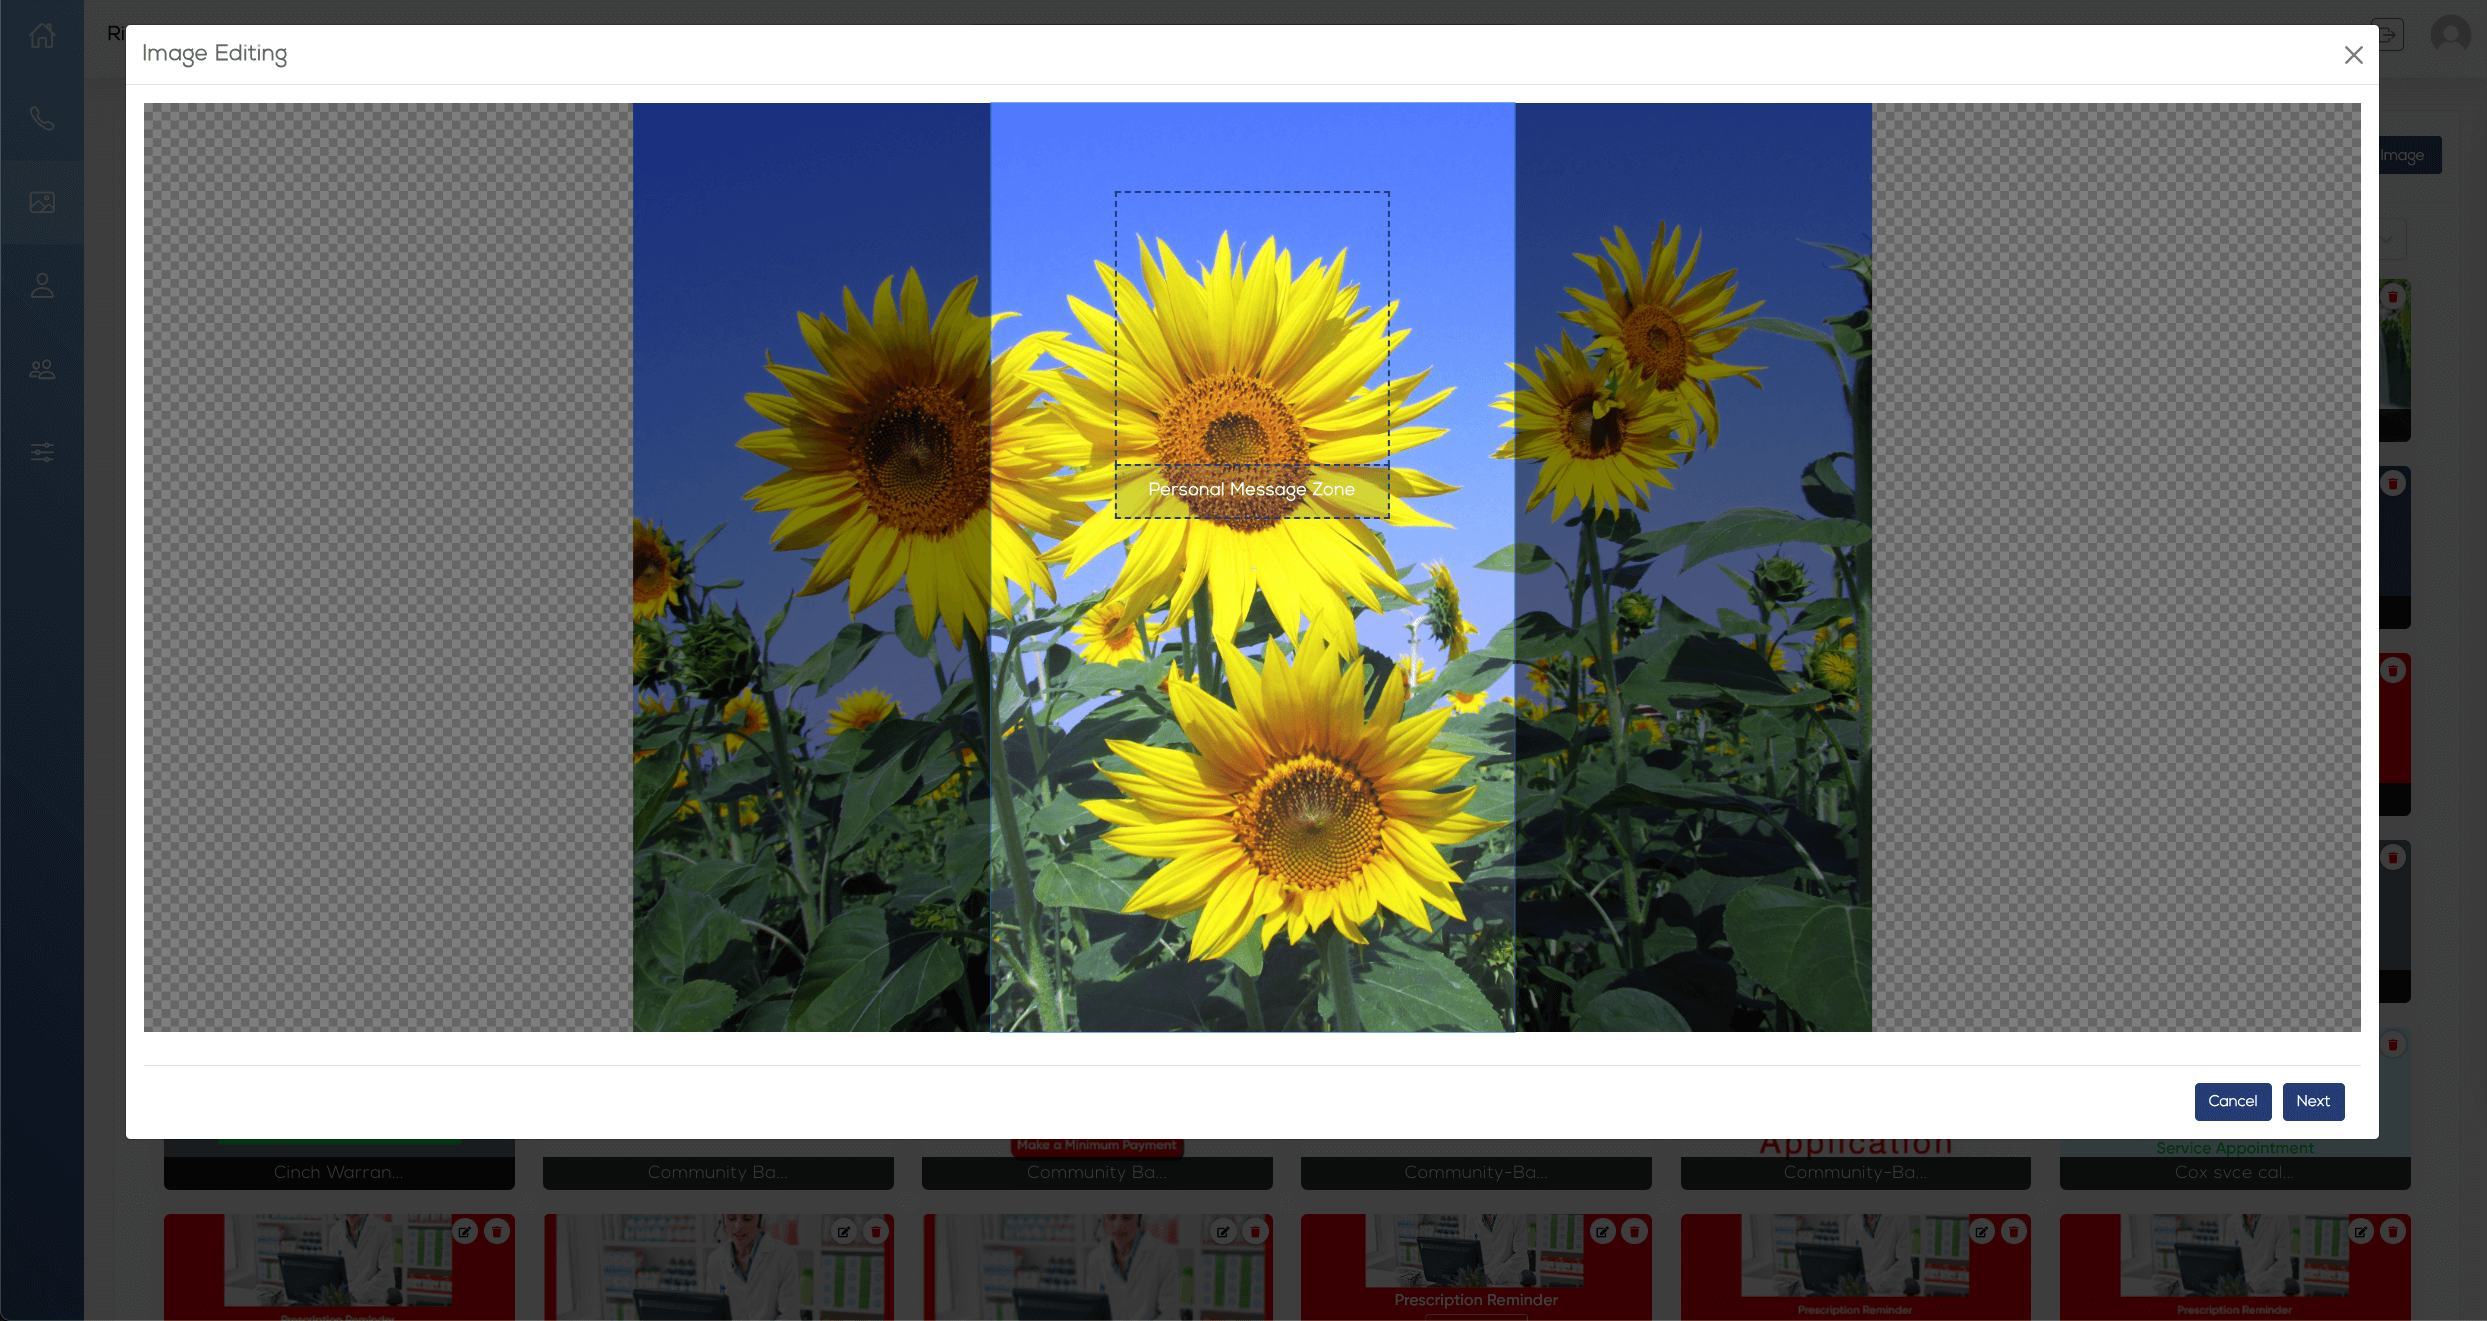 Ri
Image Editing
Image
Personal Message Zone
Cancel
Next
Make a Minimum Payment
Application
Service Appointment
Cinch Warran...
Community Ba...
Community Ba...
Community-Ba...
Community-Ba...
Cox svce cal...
Prescription Reminder
Prescription Reminder
Prescription Reminder
Prescription Reminder